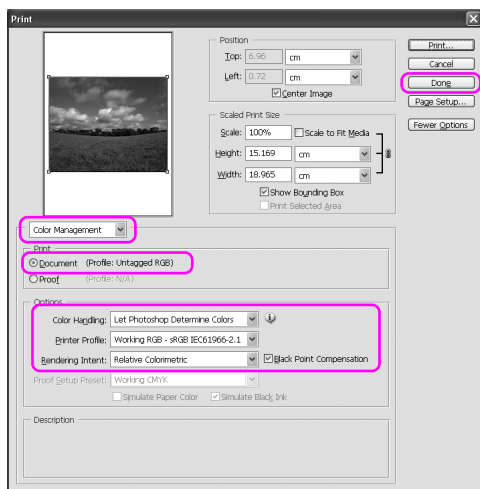 Print
Position
Top: 6.96 cm
Left: 0.72 cm
Center Image
Scaled Print Size
Scale: 100% Scale to Fit Media
Height: 15.169 cm
Width: 18.965 cm
Show Bounding Box
Print Selected Area
Print...
Cancel
Done
Page Setup...
Fewer Options
Color Management
Print
Document (Profile: Untagged RGB)
Proof (Profile: N/A)
Options
Color Handling: Let Photoshop Determine Colors
Printer Profile: Working RGB - sRGB IEC61966-2.1
Rendering Intent: Relative Colorimetric Black Point Compensation
Proof Setup Preset: Working CMYK
Simulate Paper Color Simulate Black Ink
Description